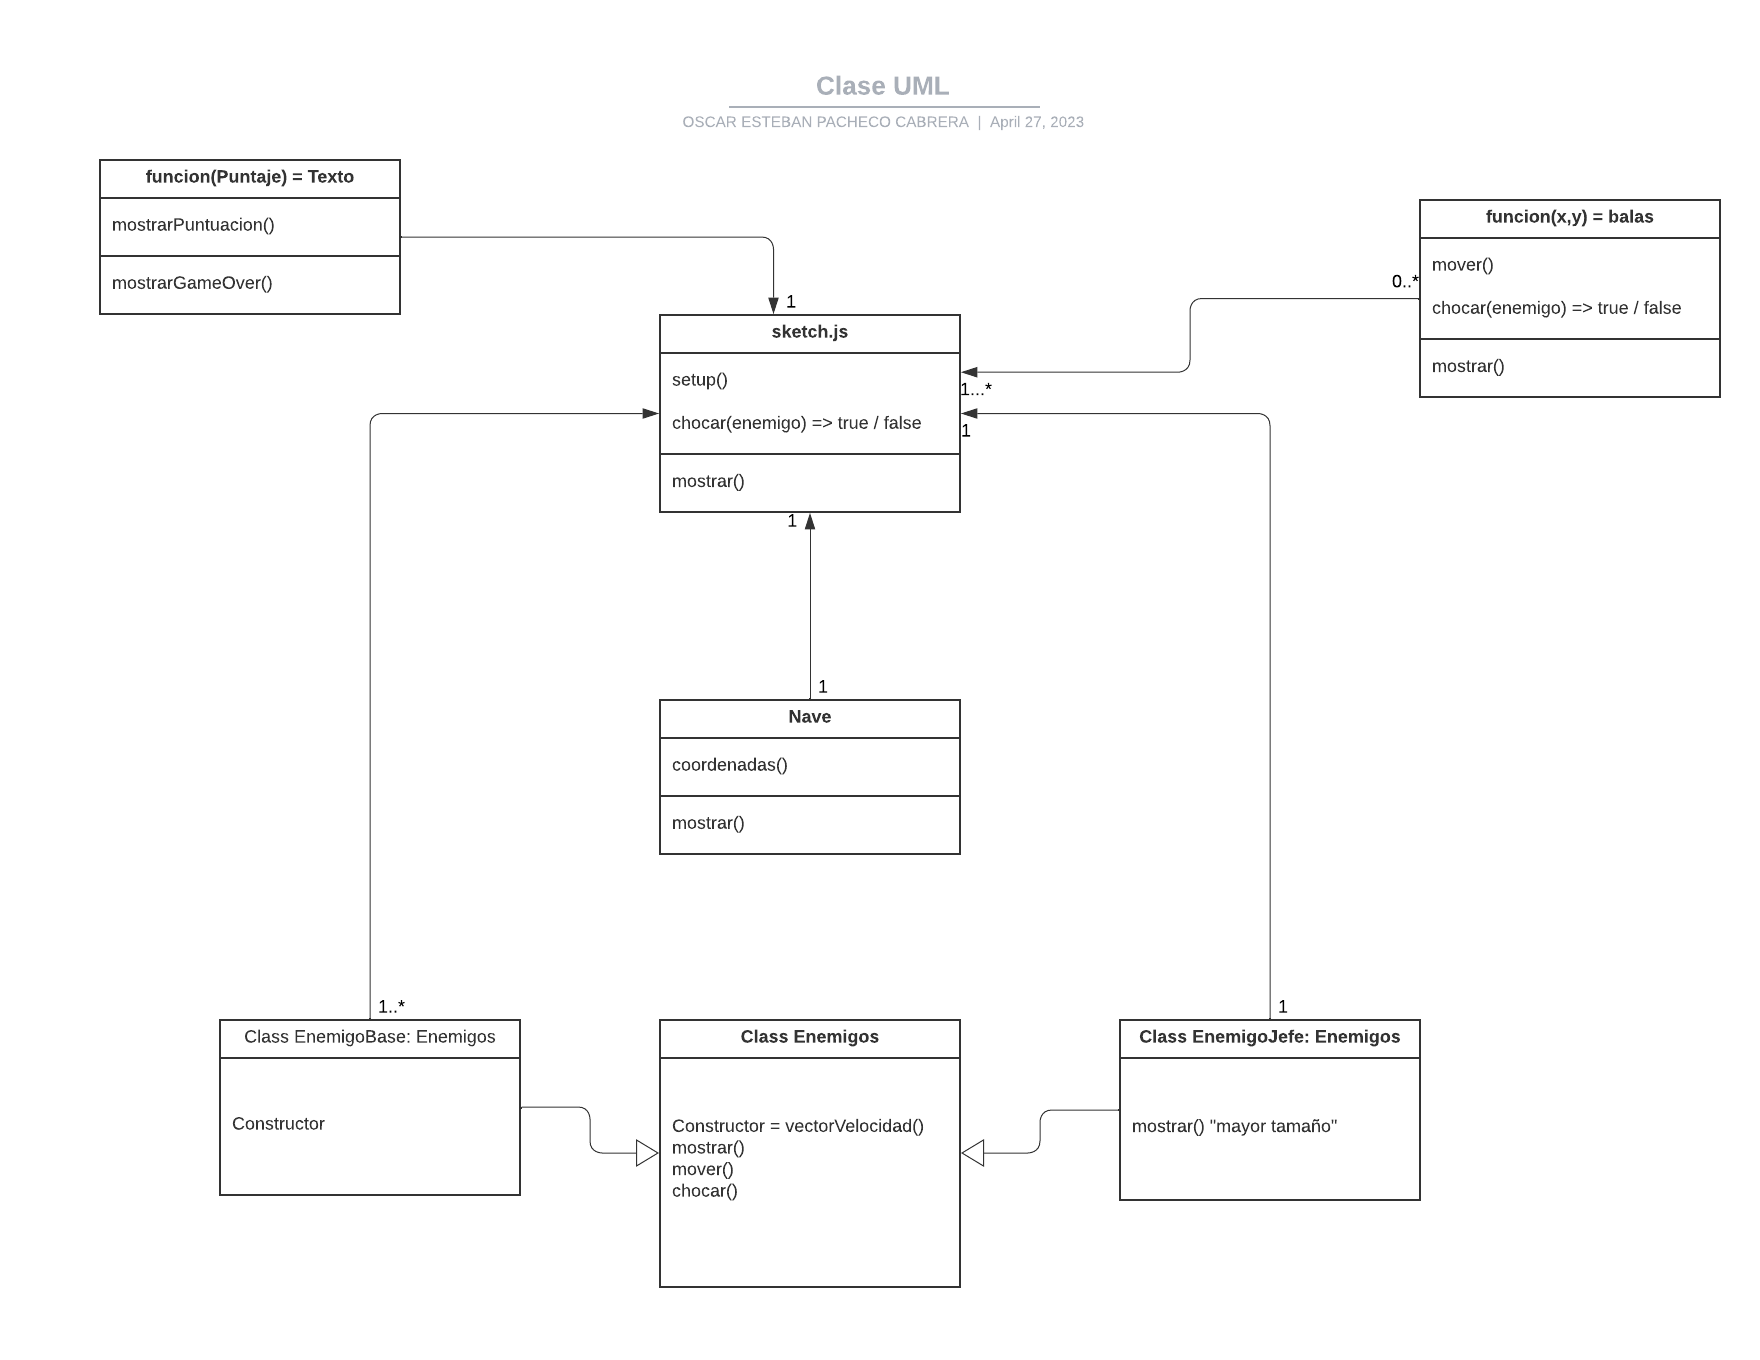 Clase UML
OSCAR ESTEBAN PACHECO CABRERA | April 27, 2023
funcion(Puntaje) = Texto
mostrarPuntuacion()
mostrarGameOver()
funcion(x,y) = balas
mover()
chocar(enemigo) => true / false
mostrar()
0..*
1
sketch.js
setup()
chocar(enemigo) => true / false
mostrar()
1...*
1
1
1
Nave
coordenadas()
mostrar()
1..*
Class EnemigoBase: Enemigos
Constructor
Class Enemigos
Constructor = vectorVelocidad()
mostrar()
mover()
chocar()
1
Class EnemigoJefe: Enemigos
mostrar() "mayor tamaño"